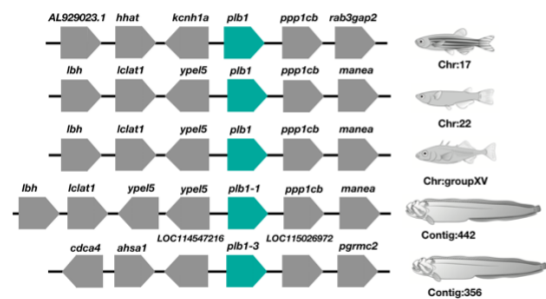 AL929023.1 hhat kcnh1a plb1 ppp1cb rab3gap2
Chr:17
lbh lclat1 ypel5 plb1 ppp1cb manea
Chr:22
lbh lclat1 ypel5 plb1 ppp1cb manea
Chr:groupXV
lbh lclat1 ypel5 ypel5 plb1-1 ppp1cb manea
Contig:442
cdca4 ahsa1 LOC114547216 plb1-3 LOC115026972 pgrmc2
Contig:356